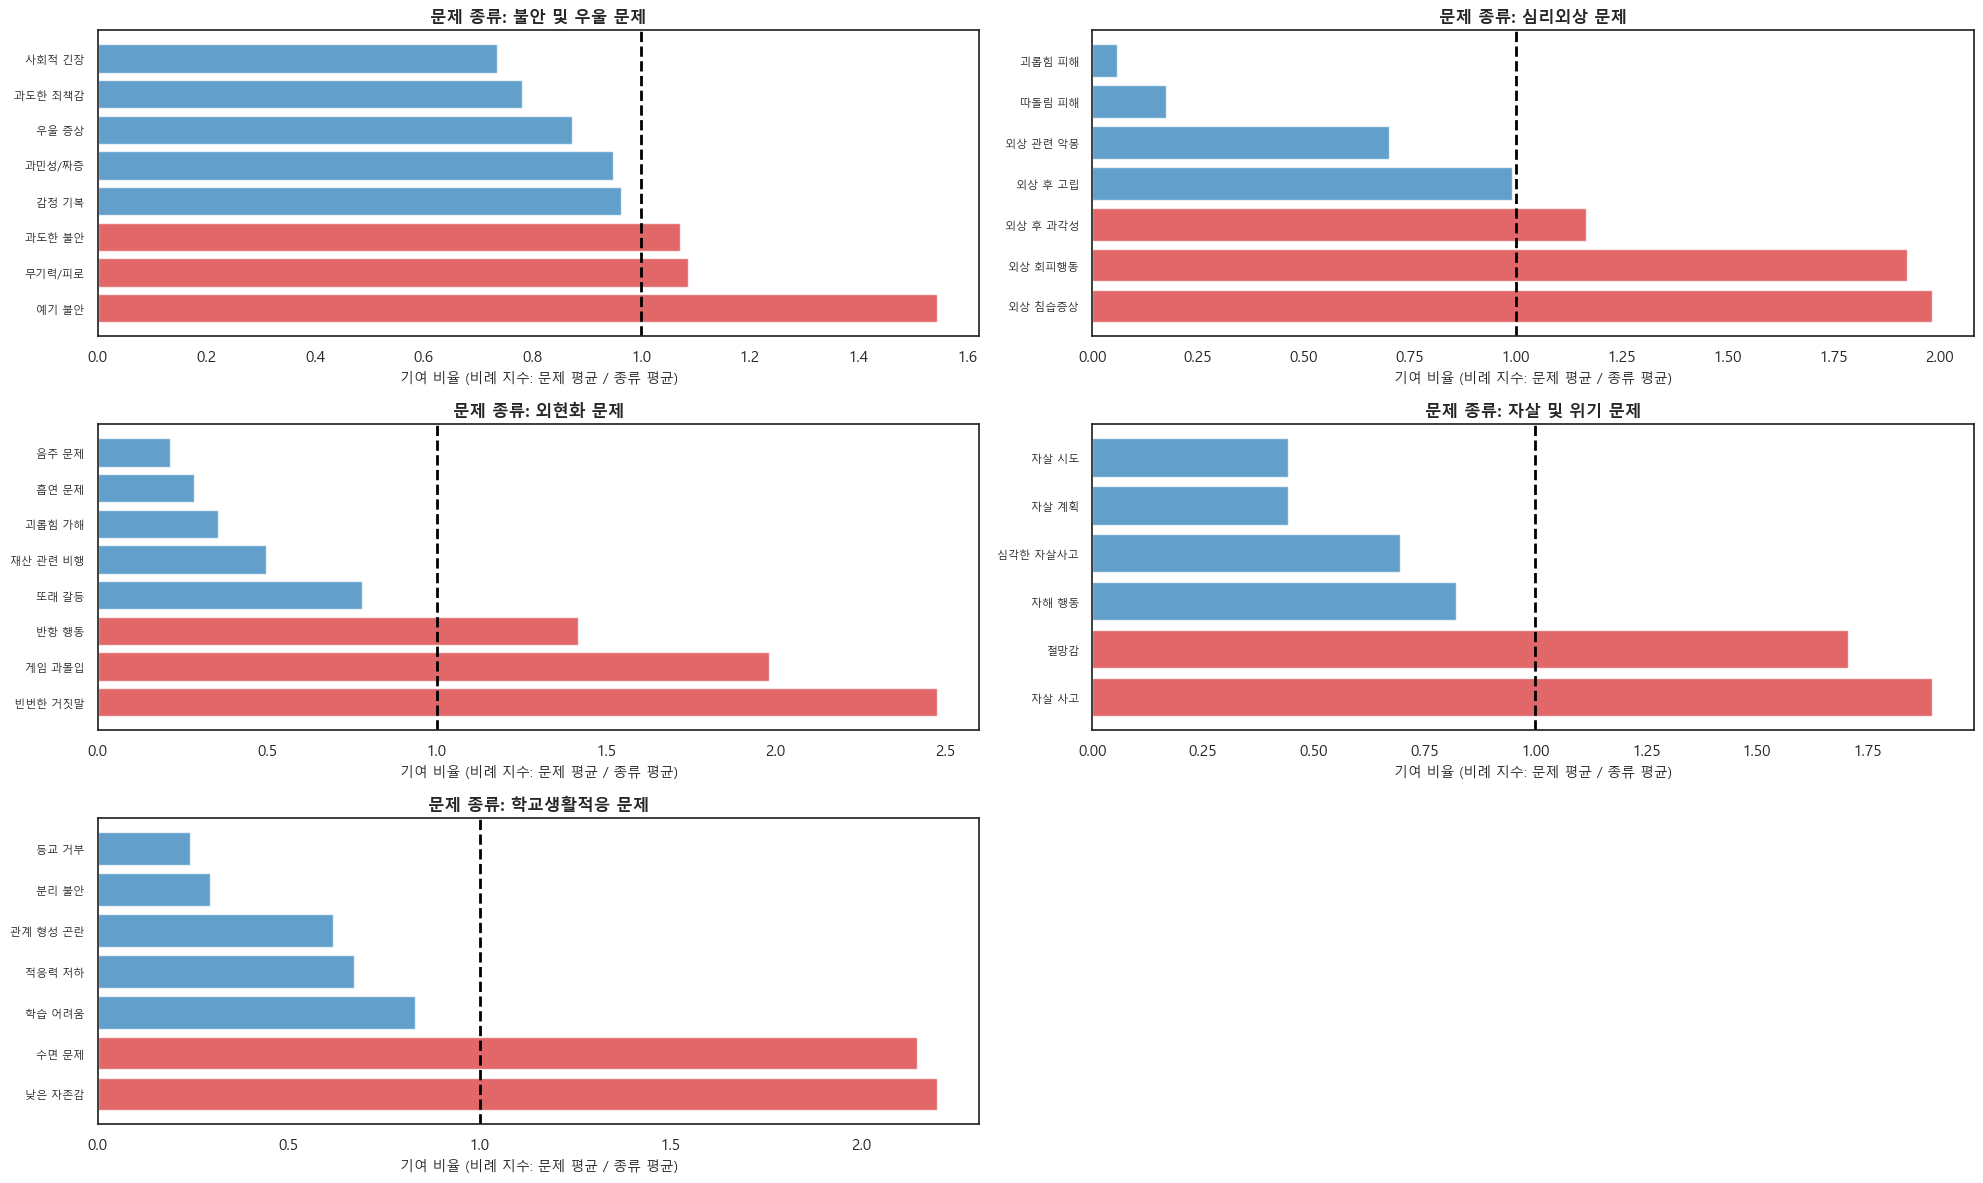 문제 종류: 불안 및 우울 문제
사회적 긴장
과도한 죄책감
우울 증상
과민성/짜증
감정 기복
과도한 불안
무기력/피로
예기 불안
0.0 0.2 0.4 0.6 0.8 1.0 1.2 1.4 1.6
기여 비율 (비례 지수: 문제 평균 / 종류 평균)
문제 종류: 심리외상 문제
괴롭힘 피해
따돌림 피해
외상 관련 악몽
외상 후 고립
외상 후 과각성
외상 회피행동
외상 침습증상
0.00 0.25 0.50 0.75 1.00 1.25 1.50 1.75 2.00
기여 비율 (비례 지수: 문제 평균 / 종류 평균)
문제 종류: 외현화 문제
음주 문제
흡연 문제
괴롭힘 가해
재산 관련 비행
또래 갈등
반항 행동
게임 과몰입
빈번한 거짓말
0.0 0.5 1.0 1.5 2.0 2.5
기여 비율 (비례 지수: 문제 평균 / 종류 평균)
문제 종류: 자살 및 위기 문제
자살 시도
자살 계획
심각한 자살사고
자해 행동
절망감
자살 사고
0.00 0.25 0.50 0.75 1.00 1.25 1.50 1.75
기여 비율 (비례 지수: 문제 평균 / 종류 평균)
문제 종류: 학교생활적응 문제
등교 거부
분리 불안
관계 형성 곤란
적응력 저하
학습 어려움
수면 문제
낮은 자존감
0.0 0.5 1.0 1.5 2.0
기여 비율 (비례 지수: 문제 평균 / 종류 평균)